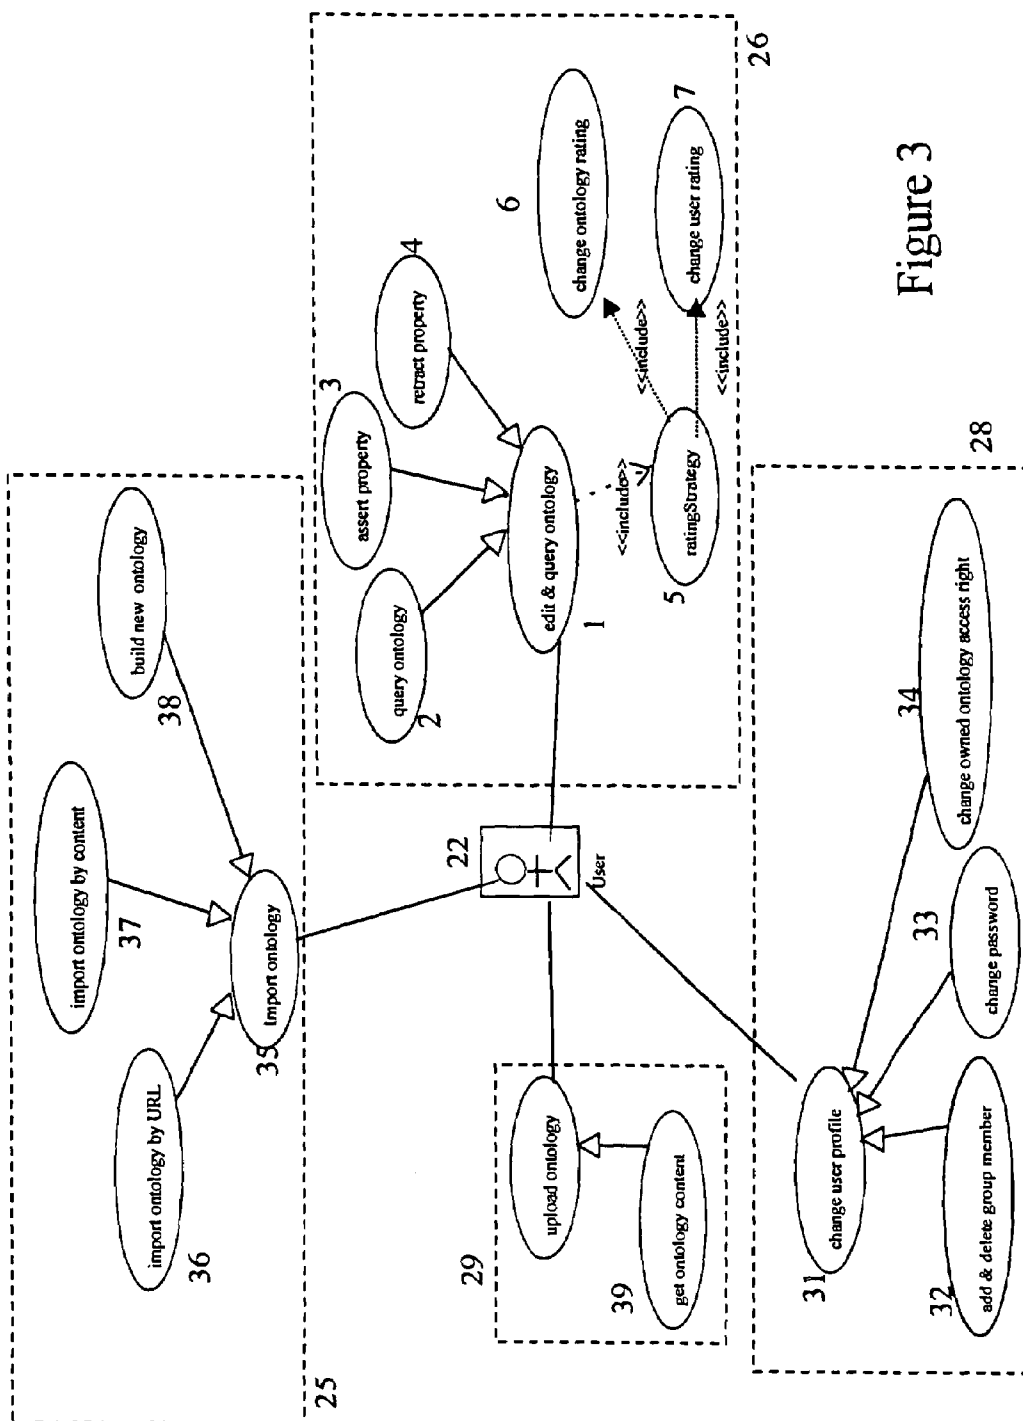 25
import ontology by URL
36
import ontology by content
37
build new ontology
38
Import ontology
35
29
upload ontology
39
get ontology content
22
User
26
query ontology
2
assert property
3
retract property
4
edit & query ontology
1
<<include>>
ratingStrategy
5
<<include>>
<<include>>
change ontology rating
6
change user rating
7
28
change user profile
31
add & delete group member
32
change password
33
change owned ontology access right
34
Figure 3